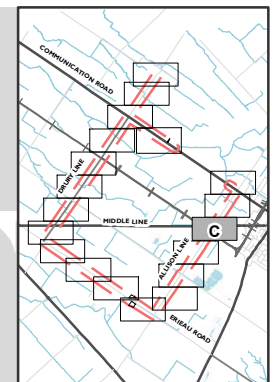 COMMUNICATION ROAD
DRURY LINE
MIDDLE LINE
C
ALLISON LINE
ERIEAU ROAD